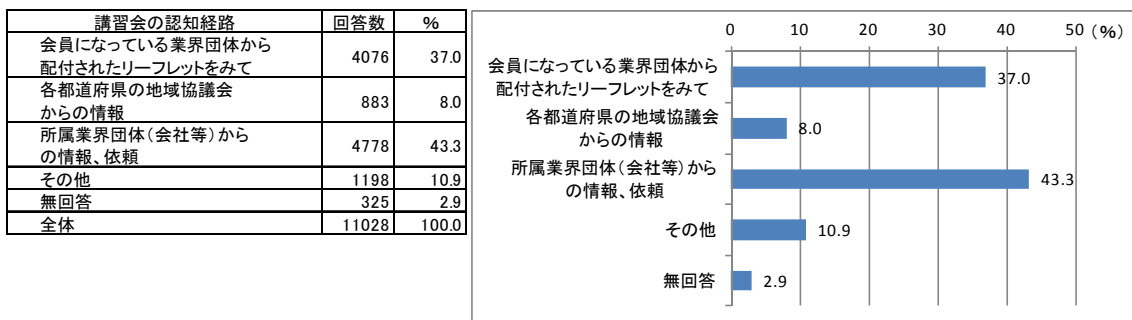 講習会の認知経路 回答数 %
会員になっている業界団体から
配付されたリーフレットをみて 4076 37.0
各都道府県の地域協議会
からの情報 883 8.0
所属業界団体（会社等）から
の情報、依頼 4778 43.3
その他 1198 10.9
無回答 325 2.9
全体 11028 100.0
0 10 20 30 40 50 （%）
会員になっている業界団体から
配付されたリーフレットをみて 37.0
各都道府県の地域協議会
からの情報 8.0
所属業界団体（会社等）から
の情報、依頼 43.3
その他 10.9
無回答 2.9